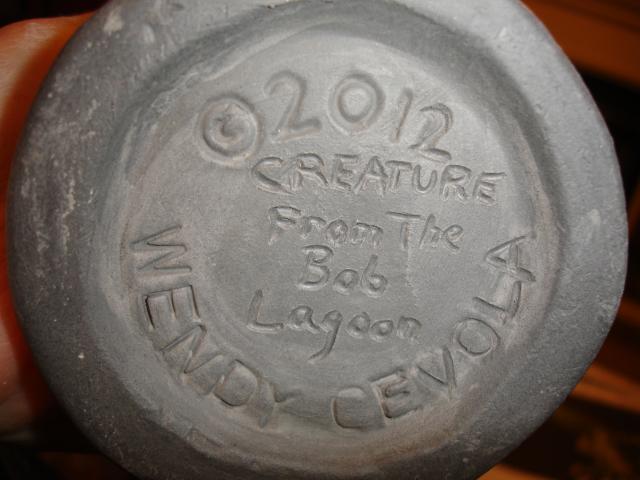 ©2012
CREATURE
From The
Bob
Lagoon
WENDY CEVOLA